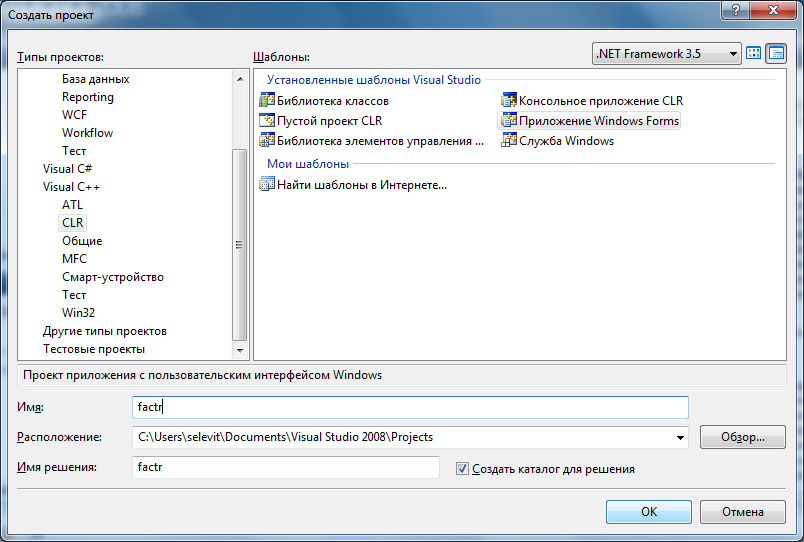 Создать проект
Типы проектов:
Шаблоны:
.NET Framework 3.5
База данных
Reporting
WCF
Workflow
Тест
Visual C#
Visual C++
ATL
CLR
Общие
MFC
Смарт-устройство
Тест
Win32
Другие типы проектов
Тестовые проекты
Установленные шаблоны Visual Studio
Библиотека классов
Консольное приложение CLR
Пустой проект CLR
Приложение Windows Forms
Библиотека элементов управления ...
Служба Windows
Мои шаблоны
Найти шаблоны в Интернете...
Проект приложения с пользовательским интерфейсом Windows
Имя:
factr
Расположение:
C:\Users\selevit\Documents\Visual Studio 2008\Projects
Обзор...
Имя решения:
factr
Создать каталог для решения
OK
Отмена